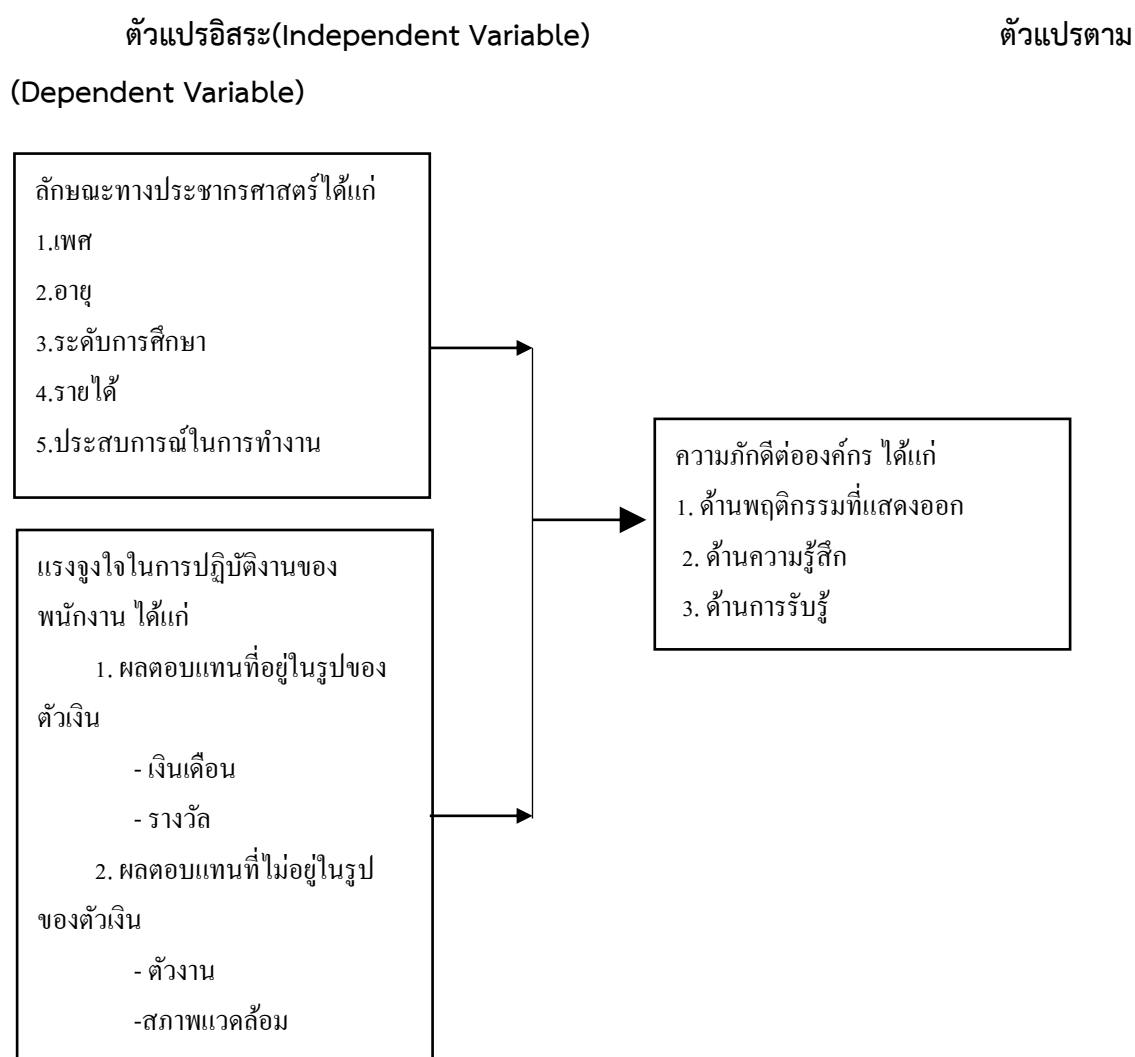 ตัวแปรอิสระ(Independent Variable) ตัวแปรตาม
(Dependent Variable)
ลักษณะทางประชากรศาสตร์ได้แก่
1.เพศ
2.อายุ
3.ระดับการศึกษา
4.รายได้
5.ประสบการณ์ในการทำงาน
แรงจูงใจในการปฏิบัติงานของ
พนักงาน ได้แก่
1. ผลตอบแทนที่อยู่ในรูปของ
ตัวเงิน
- เงินเดือน
- รางวัล
2. ผลตอบแทนที่ไม่อยู่ในรูป
ของตัวเงิน
- ตัวงาน
-สภาพแวดล้อม
ความภักดีต่อองค์กร ได้แก่
1. ด้านพฤติกรรมที่แสดงออก
2. ด้านความรู้สึก
3. ด้านการรับรู้